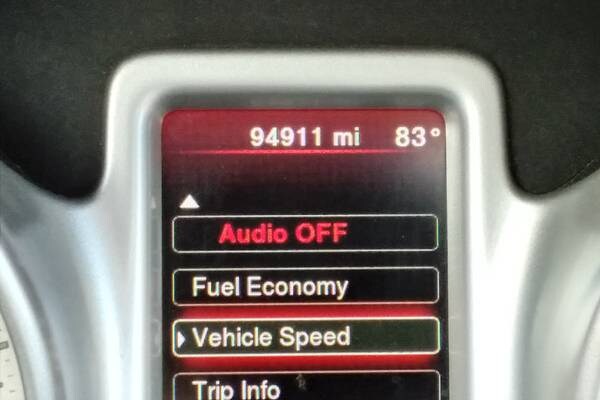 94911 mi 83°
Audio OFF
Fuel Economy
Vehicle Speed
Trip Info